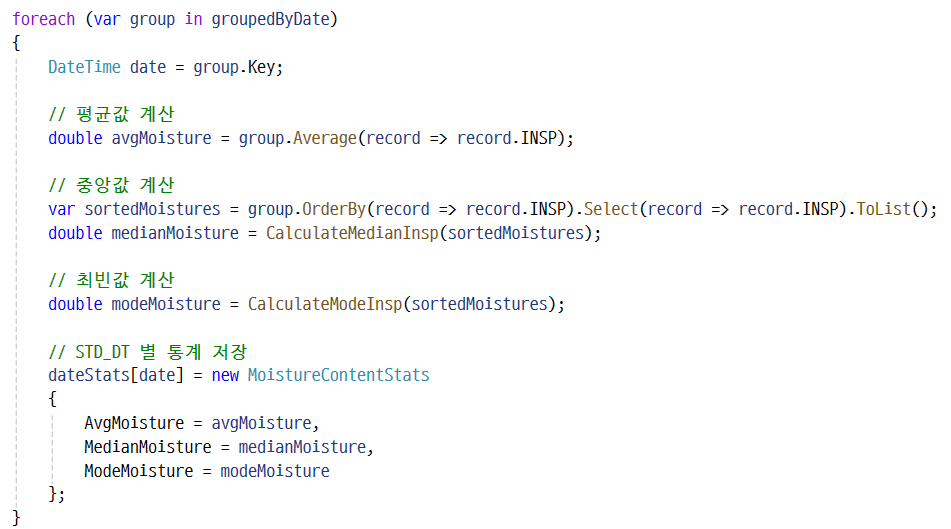 foreach (var group in groupedByDate)
{
    DateTime date = group.Key;

    // 평균값 계산
    double avgMoisture = group.Average(record => record.INSP);

    // 중앙값 계산
    var sortedMoistures = group.OrderBy(record => record.INSP).Select(record => record.INSP).ToList();
    double medianMoisture = CalculateMedianInsp(sortedMoistures);

    // 최빈값 계산
    double modeMoisture = CalculateModeInsp(sortedMoistures);

    // STD_DT 별 통계 저장
    dateStats[date] = new MoistureContentStats
    {
        AvgMoisture = avgMoisture,
        MedianMoisture = medianMoisture,
        ModeMoisture = modeMoisture
    };
}